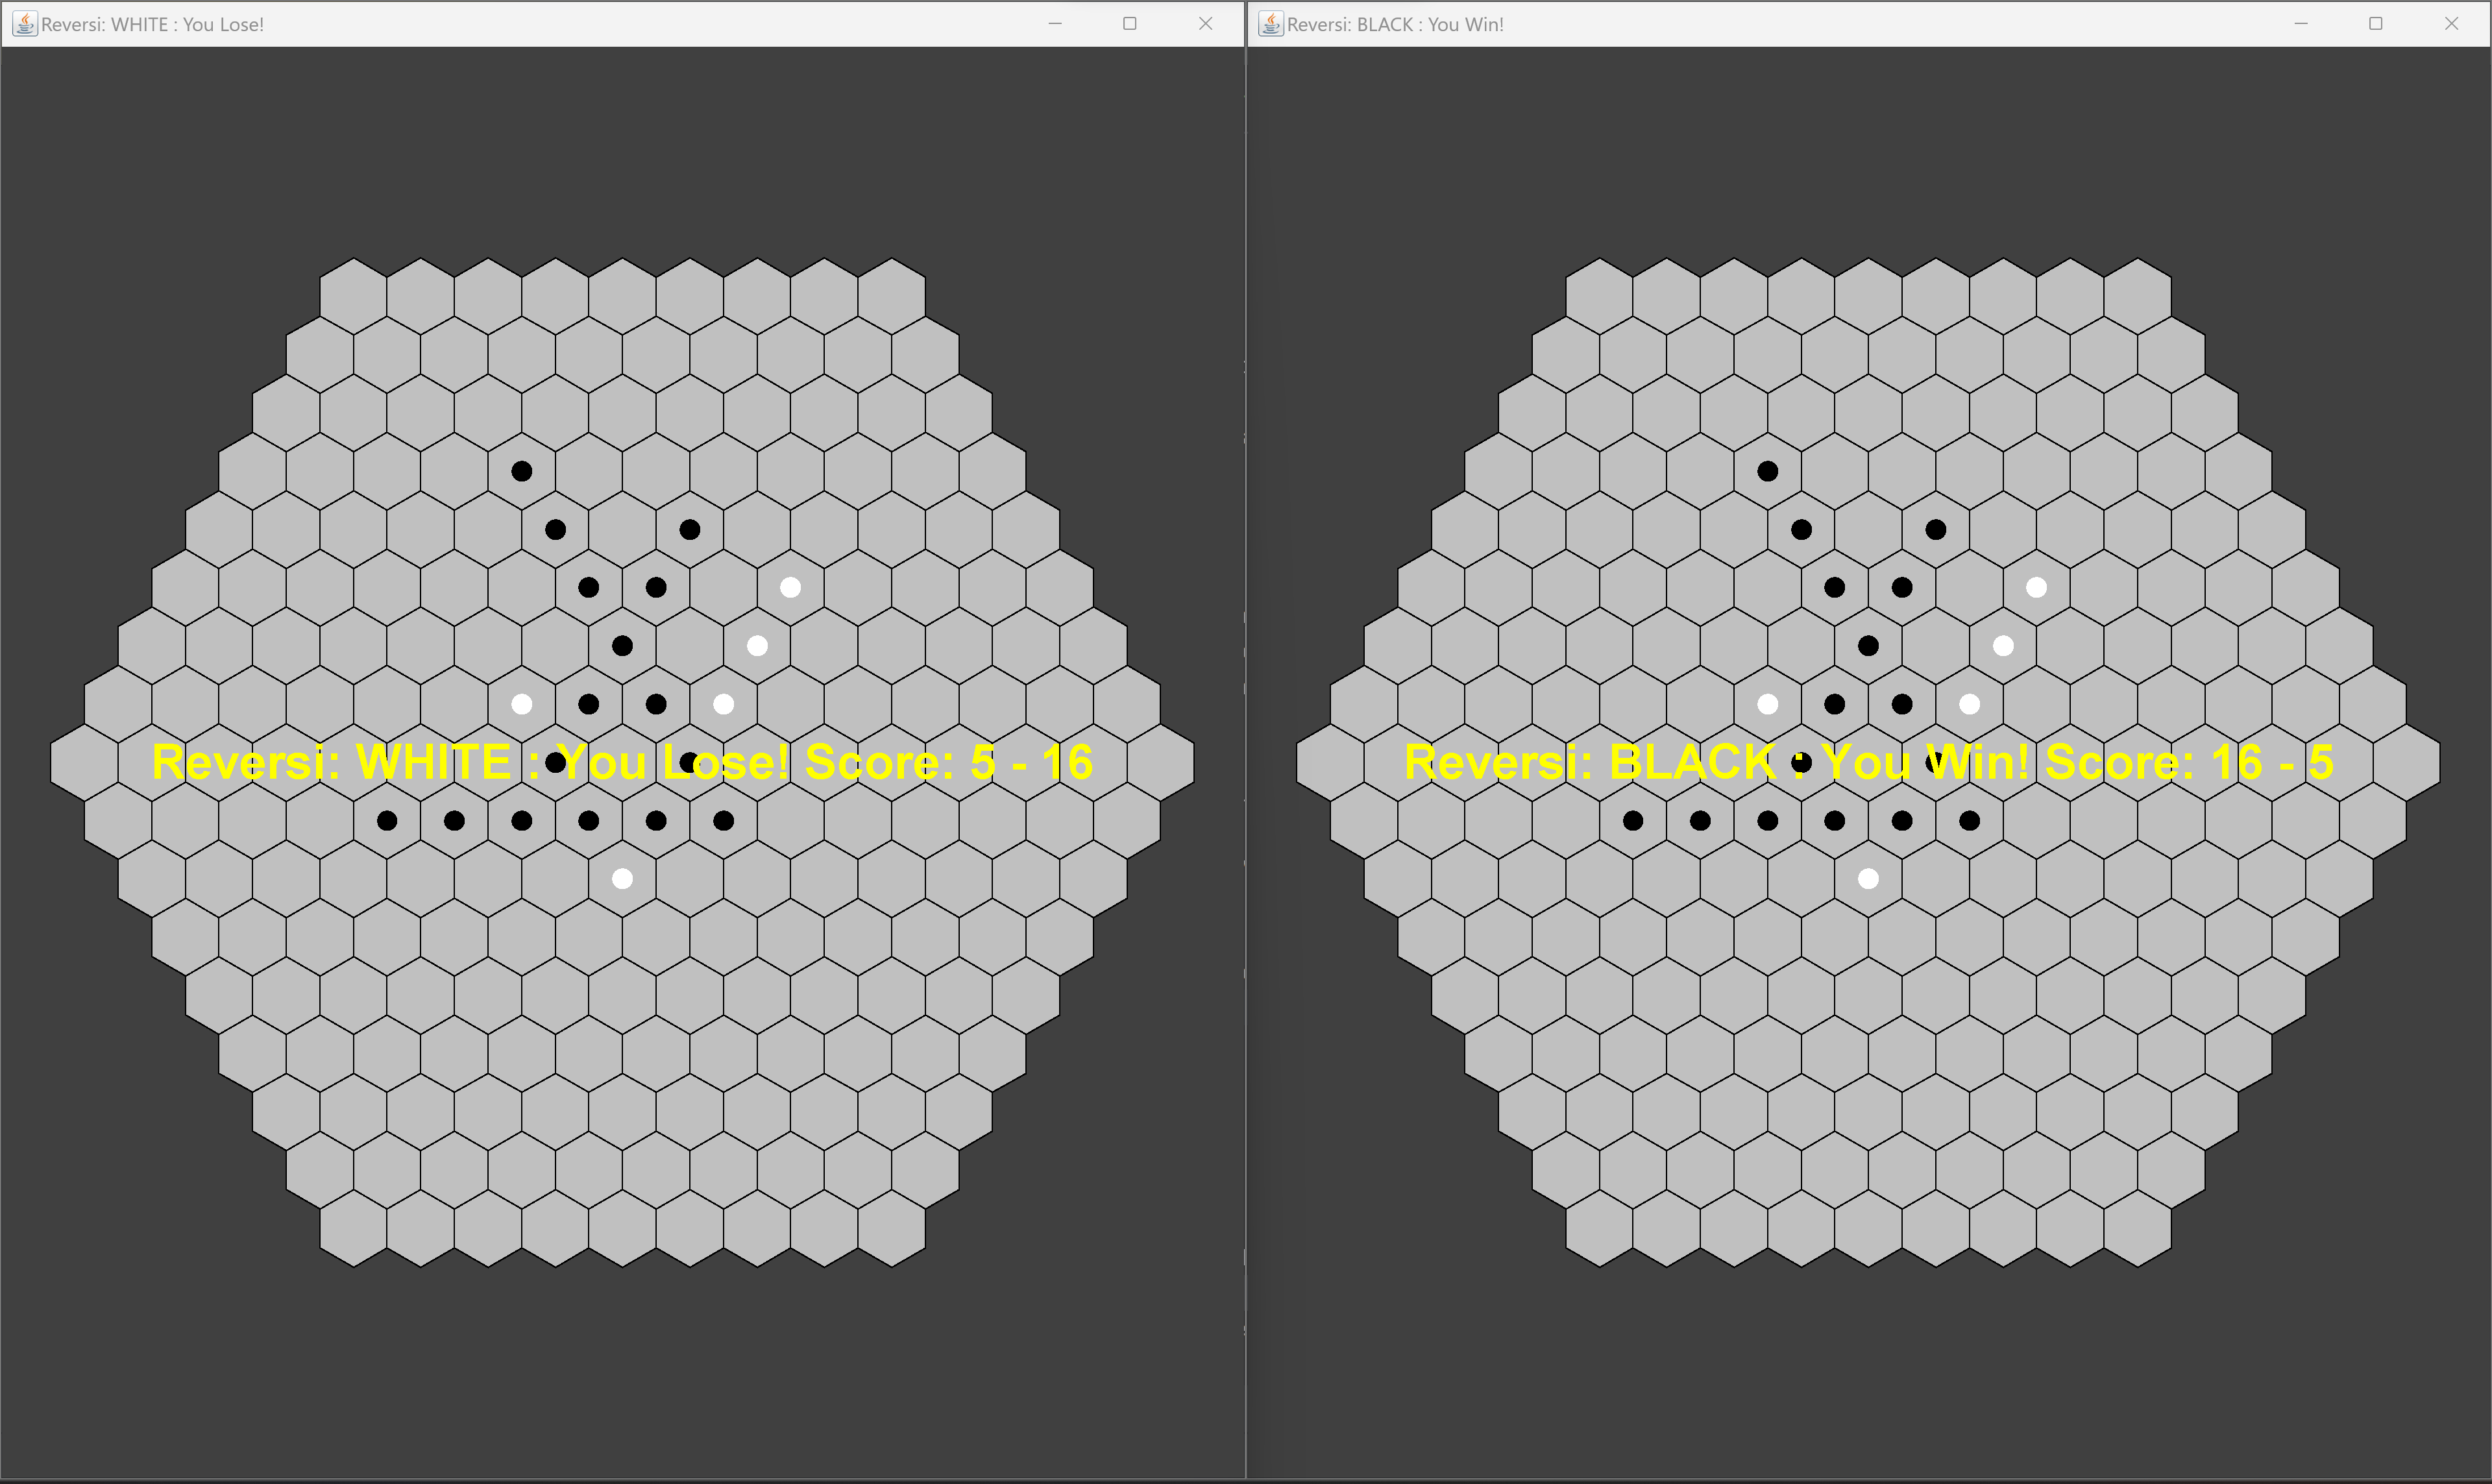 Reversi: WHITE : You Lose!
Reversi: BLACK : You Win!
Reversi: WHITE : You Lose! Score: 5 - 16
Reversi: BLACK : You Win! Score: 16 - 5